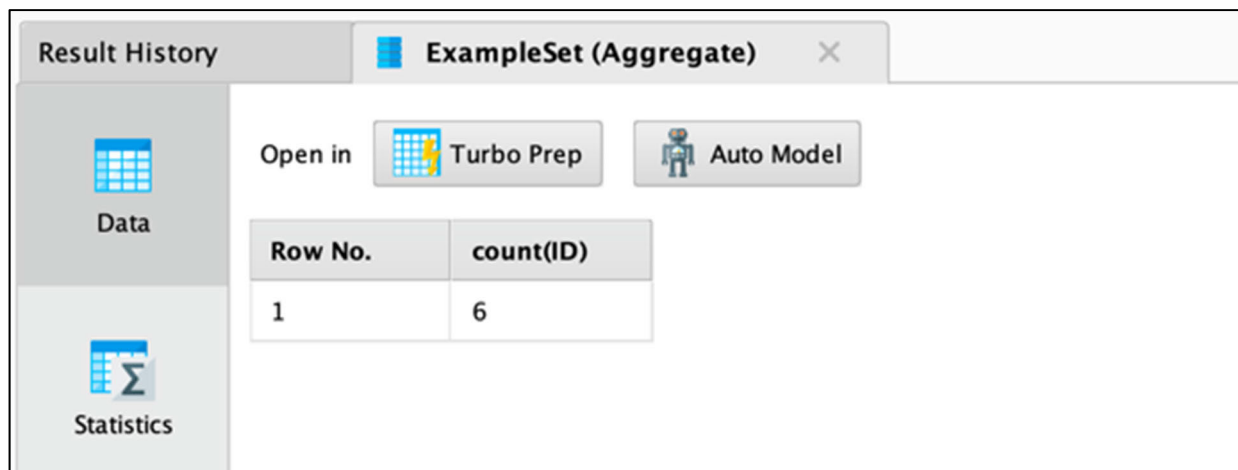 Result History
ExampleSet (Aggregate)
Open in
Turbo Prep
Auto Model
Data
Row No. count(ID)
1 6
Σ
Statistics